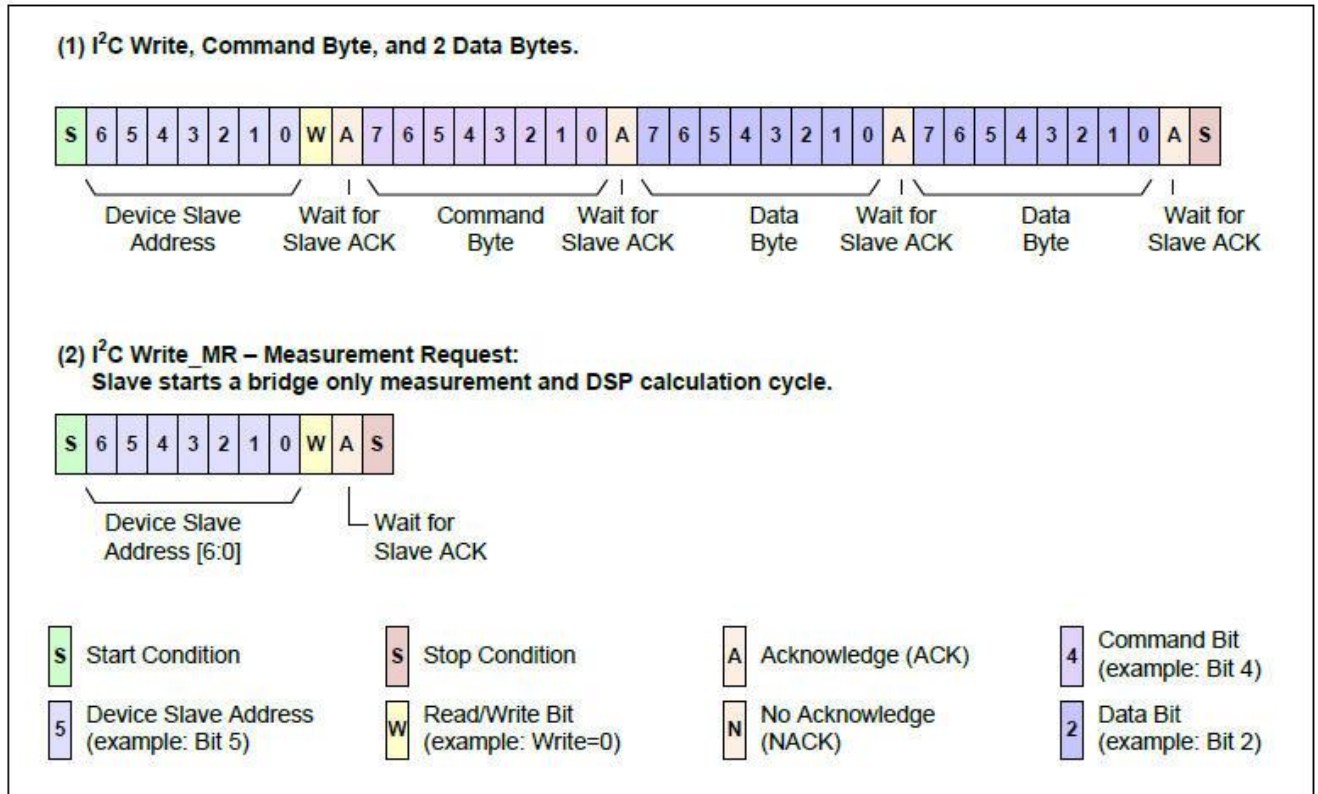 (1) I²C Write, Command Byte, and 2 Data Bytes.
S 6 5 4 3 2 1 0 W A 7 6 5 4 3 2 1 0 A 7 6 5 4 3 2 1 0 A 7 6 5 4 3 2 1 0 A S
Device Slave Address
Wait for Slave ACK
Command Byte
Wait for Slave ACK
Data Byte
Wait for Slave ACK
Data Byte
Wait for Slave ACK
(2) I²C Write_MR – Measurement Request:
Slave starts a bridge only measurement and DSP calculation cycle.
S 6 5 4 3 2 1 0 W A S
Device Slave Address [6:0]
Wait for Slave ACK
S Start Condition
S Stop Condition
A Acknowledge (ACK)
4 Command Bit (example: Bit 4)
5 Device Slave Address (example: Bit 5)
W Read/Write Bit (example: Write=0)
N No Acknowledge (NACK)
2 Data Bit (example: Bit 2)